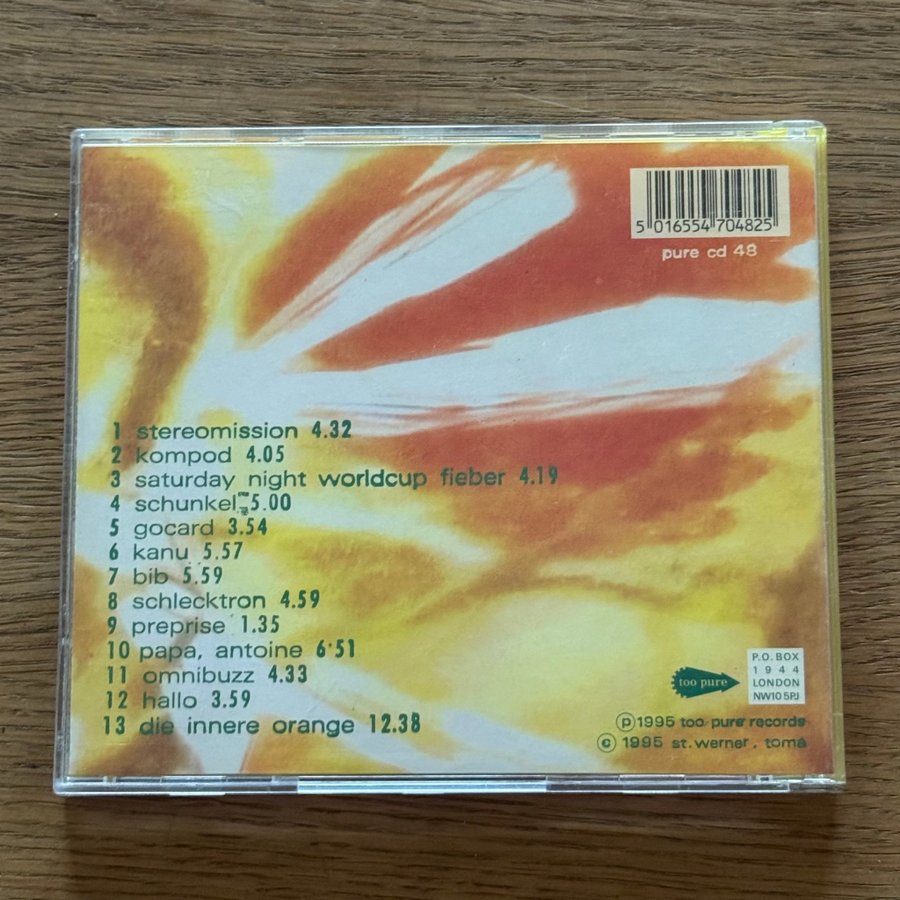 5 016554 704825
pure cd 48
1 stereomission 4.32
2 kompod 4.05
3 saturday night worldcup fieber 4.19
4 schunkel 5.00
5 gocard 3.54
6 kanu 5.57
7 bib 5.59
8 schlecktron 4.59
9 preprise 1.35
10 papa, antoine 6'51
11 omnibuzz 4.33
12 hallo 3.59
13 die innere orange 12.38
too pure
P.O. BOX
1944
LONDON
NW10 5PJ
℗ 1995 too pure records
© 1995 st. werner, toma